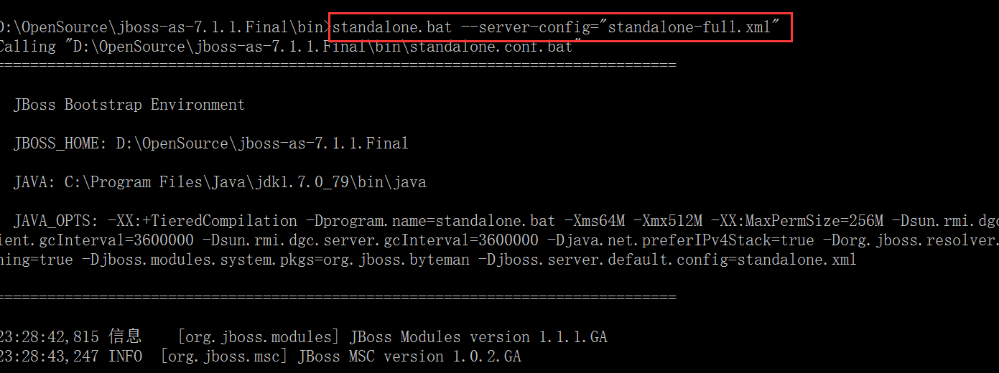 D:\OpenSource\jboss-as-7.1.1.Final\bin>standalone.bat --server-config="standalone-full.xml"
Calling "D:\OpenSource\jboss-as-7.1.1.Final\bin\standalone.conf.bat"
===============================================================================
JBoss Bootstrap Environment
JBOSS_HOME: D:\OpenSource\jboss-as-7.1.1.Final
JAVA: C:\Program Files\Java\jdk1.7.0_79\bin\java
JAVA_OPTS: -XX:+TieredCompilation -Dprogram.name=standalone.bat -Xms64M -Xmx512M -XX:MaxPermSize=256M -Dsun.rmi.dgc
ient.gcInterval=3600000 -Dsun.rmi.dgc.server.gcInterval=3600000 -Djava.net.preferIPv4Stack=true -Dorg.jboss.resolver.
ning=true -Djboss.modules.system.pkgs=org.jboss.byteman -Djboss.server.default.config=standalone.xml
===============================================================================
23:28:42,815 信息 [org.jboss.modules] JBoss Modules version 1.1.1.GA
23:28:43,247 INFO [org.jboss.msc] JBoss MSC version 1.0.2.GA